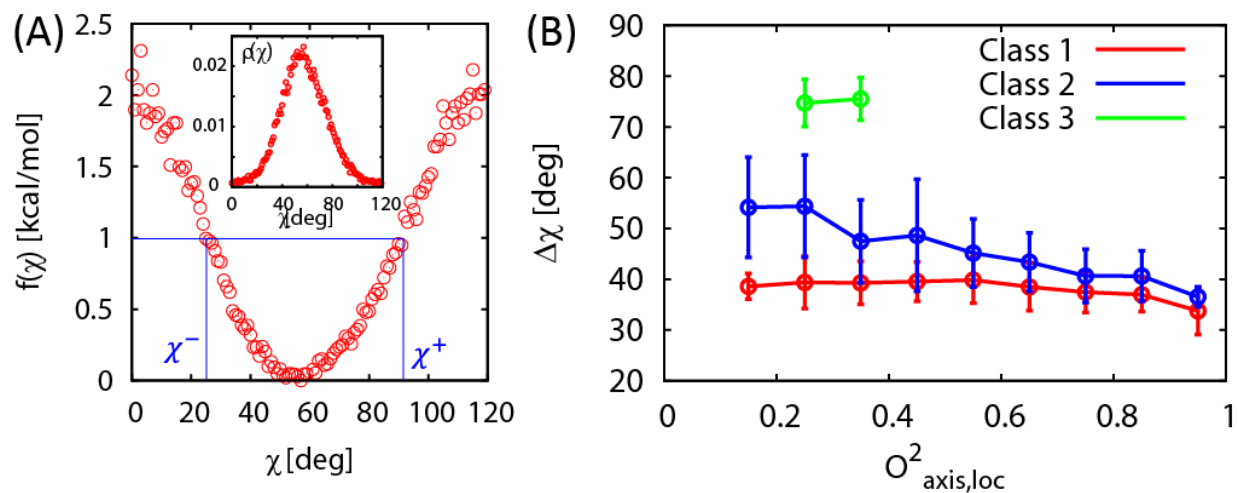 (A)
2.5
2
1.5
1
0.5
0
f(χ) [kcal/mol]
0 20 40 60 80 100 120
χ [deg]
χ⁻
χ⁺
ρ(χ)
0.02
0.01
0
0 40 80 120
χ[deg]
(B)
90
80
70
60
50
40
30
20
Δχ [deg]
Class 1
Class 2
Class 3
0 0.2 0.4 0.6 0.8 1
O²axis,loc